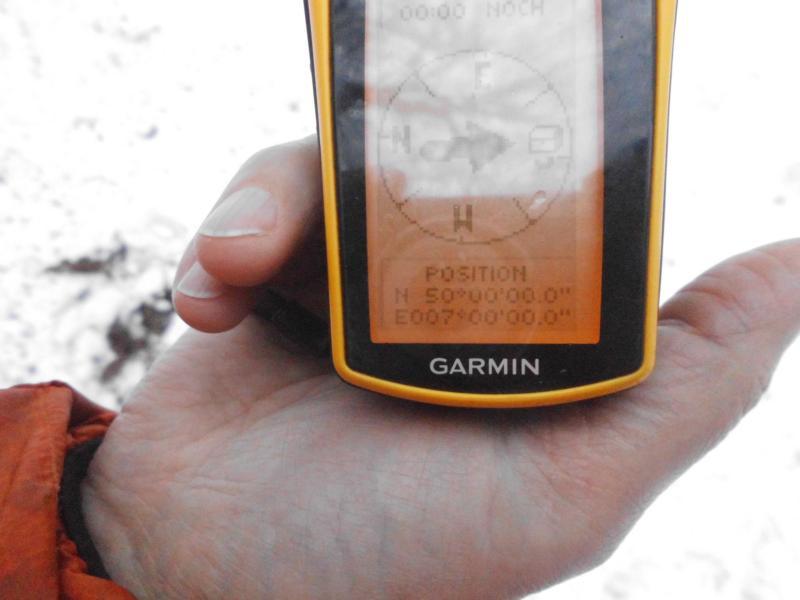 00:00 NOCH
E
N
S
W
POSITION
N 50°00'00.0"
E007°00'00.0"
GARMIN